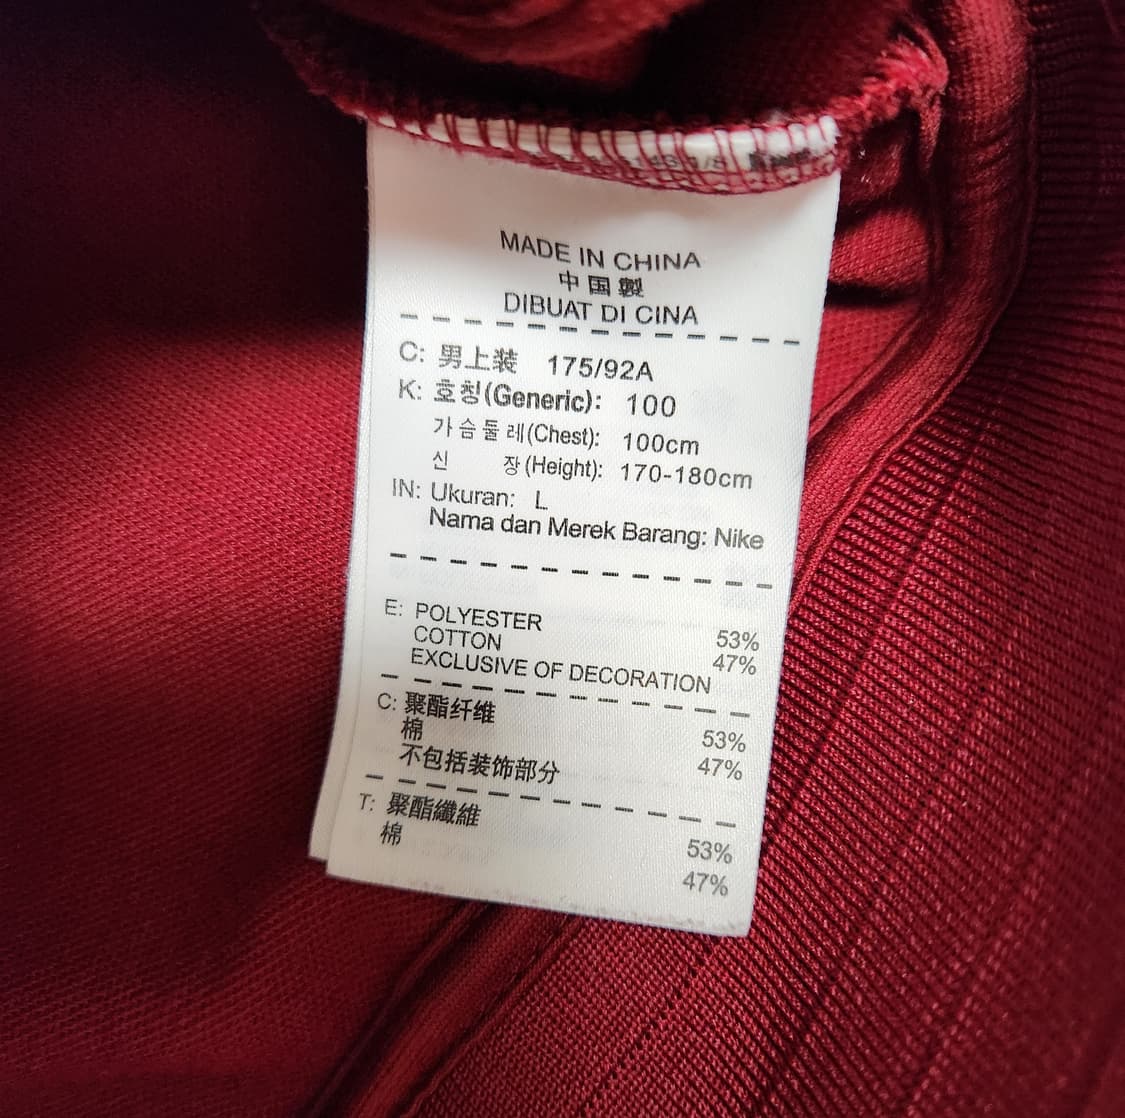 MADE IN CHINA
中国製
DIBUAT DI CINA
C: 男上装 175/92A
K: 호칭(Generic): 100
가슴둘레(Chest): 100cm
신 장(Height): 170-180cm
IN: Ukuran: L
Nama dan Merek Barang: Nike
E: POLYESTER 53%
COTTON 47%
EXCLUSIVE OF DECORATION
C: 聚酯纤维 53%
棉 47%
不包括装饰部分
T: 聚酯纖維 53%
棉 47%